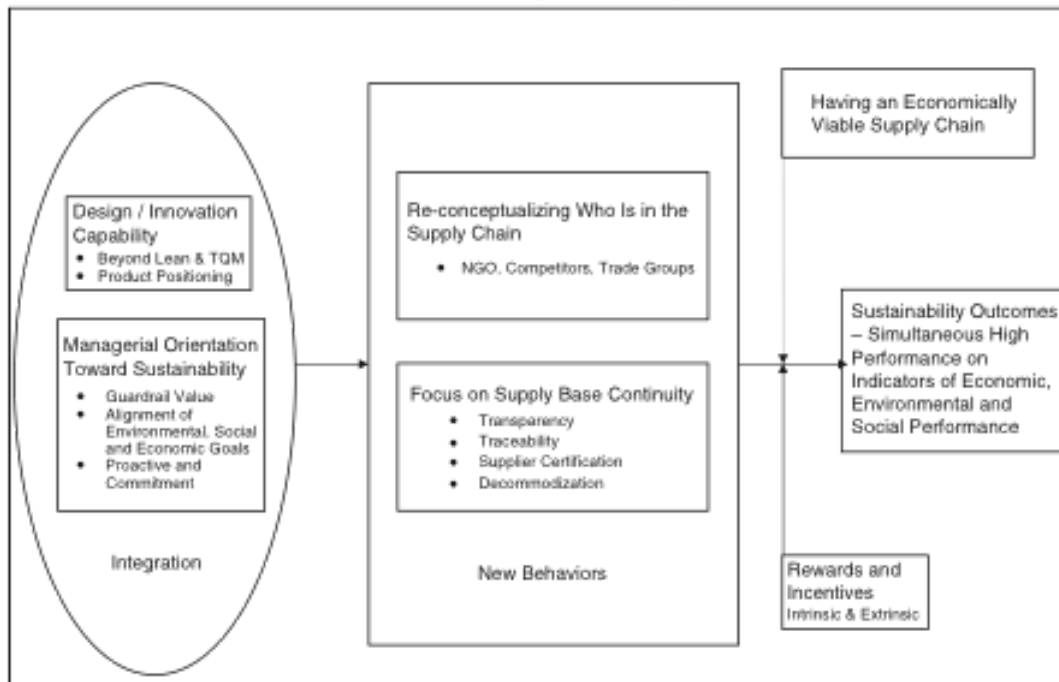 Design / Innovation
Capability
• Beyond Lean & TQM
• Product Positioning
Managerial Orientation
Toward Sustainability
• Guardrail Value
• Alignment of
Environmental, Social
and Economic Goals
• Proactive and
Commitment
Integration
Re-conceptualizing Who Is in the
Supply Chain
• NGO, Competitors, Trade Groups
Focus on Supply Base Continuity
• Transparency
• Traceability
• Supplier Certification
• Decommodization
New Behaviors
Having an Economically
Viable Supply Chain
Sustainability Outcomes
– Simultaneous High
Performance on
Indicators of Economic,
Environmental and
Social Performance
Rewards and
Incentives
Intrinsic & Extrinsic